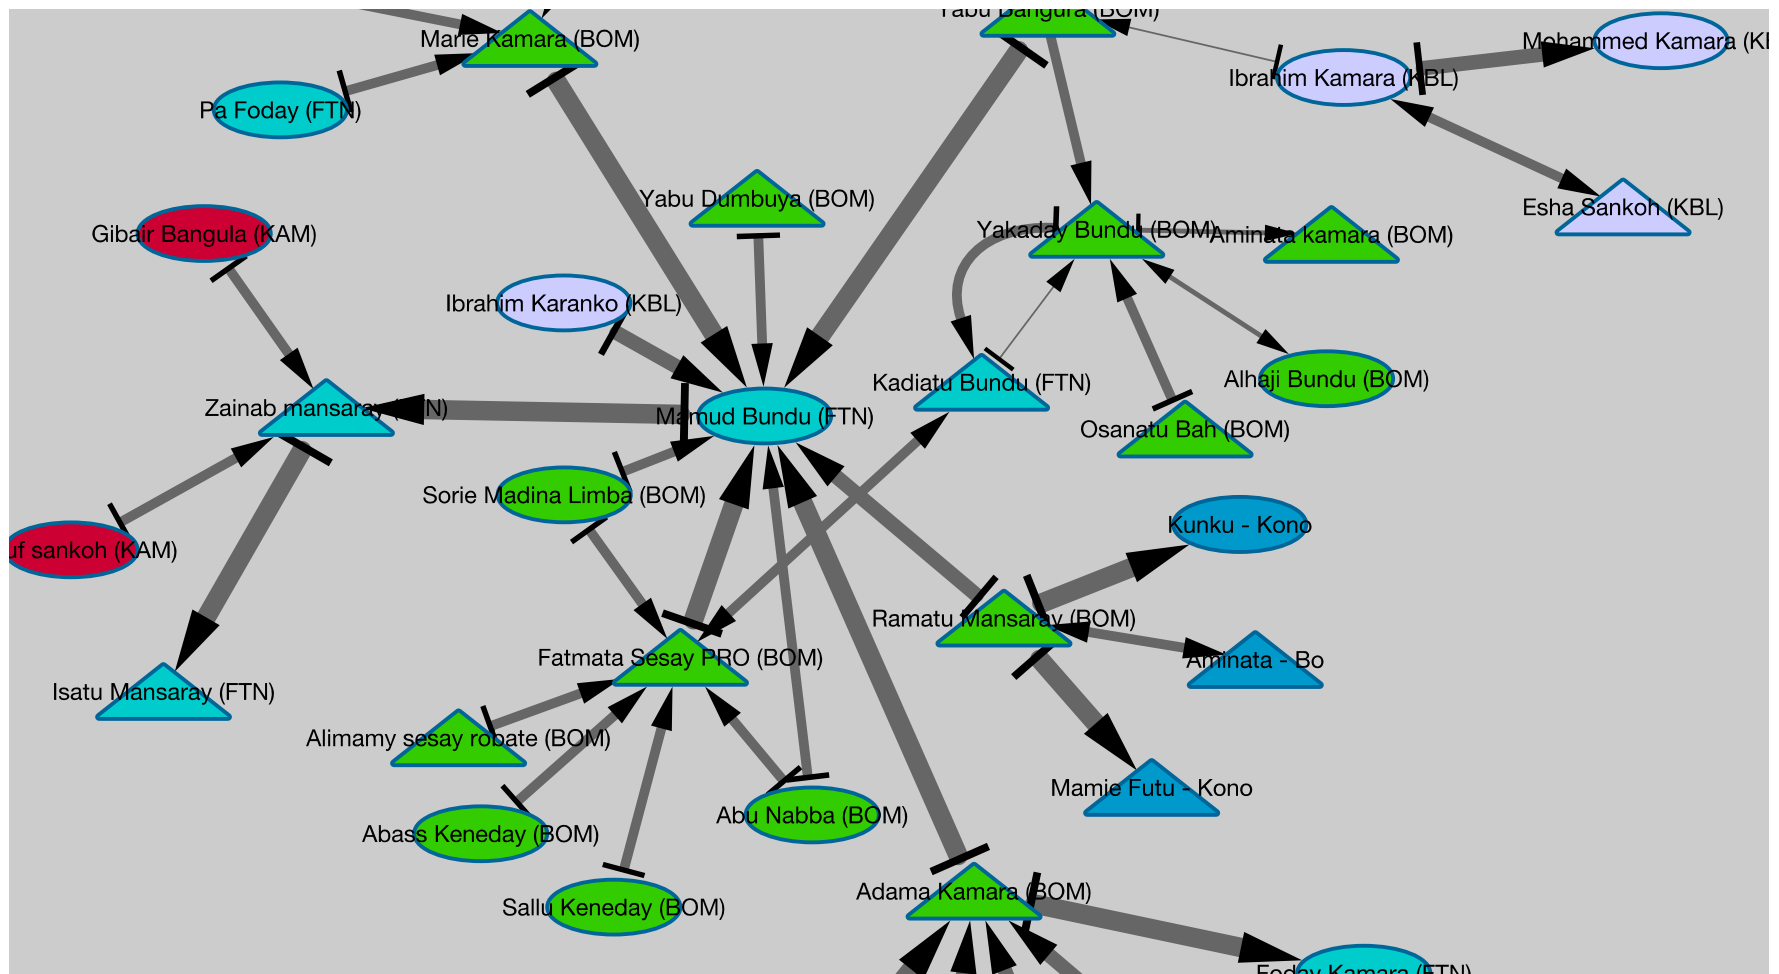 Yabu Bangura (BOM)
Marie Kamara (BOM)
Mohammed Kamara (KB
Ibrahim Kamara (KBL)
Pa Foday (FTN)
Yabu Dumbuya (BOM)
Esha Sankoh (KBL)
Gibair Bangula (KAM)
Yakaday Bundu (BOM)
Aminata kamara (BOM)
Ibrahim Karanko (KBL)
Kadiatu Bundu (FTN)
Alhaji Bundu (BOM)
Zainab mansaray (FTN)
Mamud Bundu (FTN)
Osanatu Bah (BOM)
Sorie Madina Limba (BOM)
Kunku - Kono
uf sankoh (KAM)
Ramatu Mansaray (BOM)
Fatmata Sesay PRO (BOM)
Aminata - Bo
Isatu Mansaray (FTN)
Alimamy sesay robate (BOM)
Mamie Futu - Kono
Abu Nabba (BOM)
Abass Keneday (BOM)
Adama Kamara (BOM)
Sallu Keneday (BOM)
Foday Kamara (FTN)